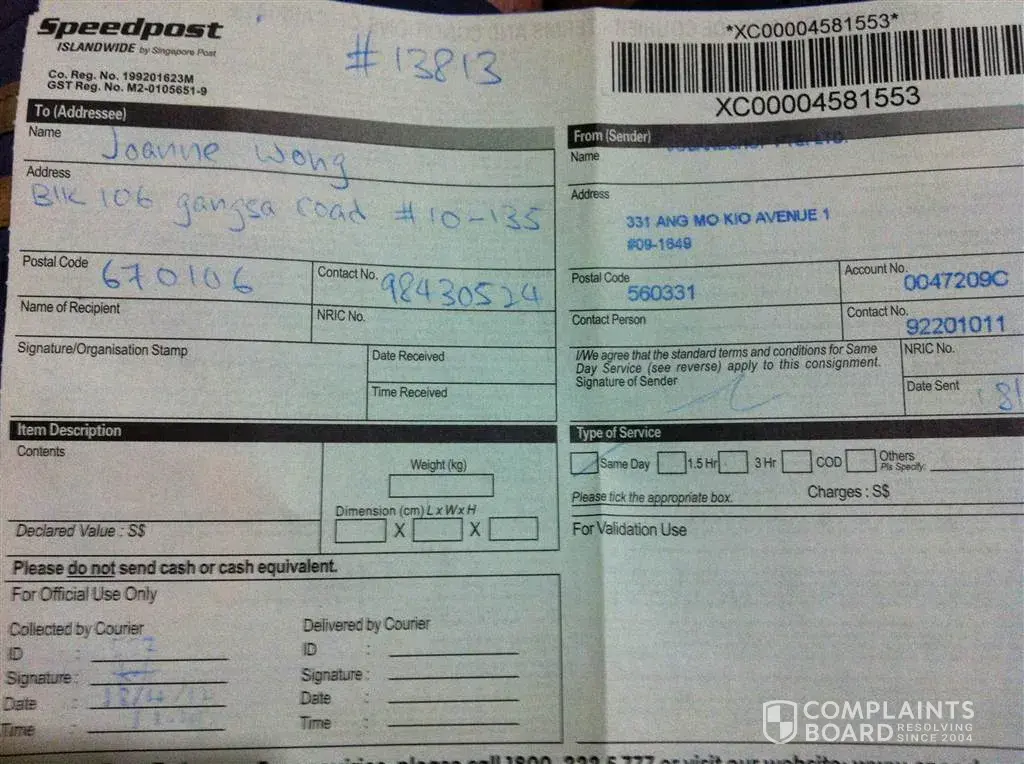 Speedpost
ISLANDWIDE by Singapore Post
Co. Reg. No. 199201623M
GST Reg. No. M2-0105651-9
#13813
*XC00004581553*
XC00004581553
To (Addressee)
Name
Joanne Wong
Address
Blk 106 gangsa road #10-135
Postal Code 670106
Contact No. 98430524
Name of Recipient
NRIC No.
Signature/Organisation Stamp
Date Received
Time Received
From (Sender)
Name
Address
331 ANG MO KIO AVENUE 1
#09-1649
Postal Code 560331
Account No. 0047209C
Contact Person
Contact No. 92201011
I/We agree that the standard terms and conditions for Same
Day Service (see reverse) apply to this consignment.
Signature of Sender
NRIC No.
Date Sent
Item Description
Contents
Weight (kg)
Dimension (cm) L x W x H
X X
Declared Value : S$
Type of Service
Same Day 1.5 Hr 3 Hr COD Others
Pls Specify:
Please tick the appropriate box.
Charges : S$
For Validation Use
Please do not send cash or cash equivalent.
For Official Use Only
Collected by Courier
ID :
Signature :
Date :
Time :
Delivered by Courier
ID :
Signature :
Date :
Time :
COMPLAINTS
BOARD RESOLVING
SINCE 2004